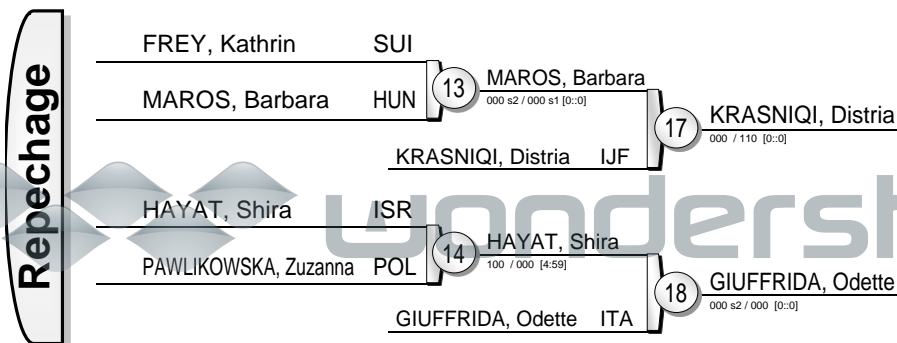 Repechage
FREY, Kathrin SUI
MAROS, Barbara HUN
13
MAROS, Barbara
000 s2 / 000 s1 [0::0]
KRASNIQI, Distria IJF
17
KRASNIQI, Distria
000 / 110 [0::0]
HAYAT, Shira ISR
PAWLIKOWSKA, Zuzanna POL
14
HAYAT, Shira
100 / 000 [4:59]
GIUFFRIDA, Odette ITA
18
GIUFFRIDA, Odette
000 s2 / 000 [0::0]
wondersh